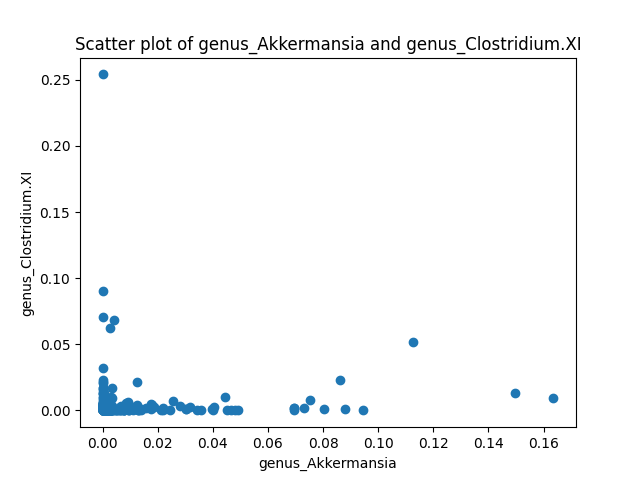 Scatter plot of genus_Akkermansia and genus_Clostridium.XI
0.25
0.20
0.15
0.10
0.05
0.00
genus_Clostridium.XI
0.00 0.02 0.04 0.06 0.08 0.10 0.12 0.14 0.16
genus_Akkermansia